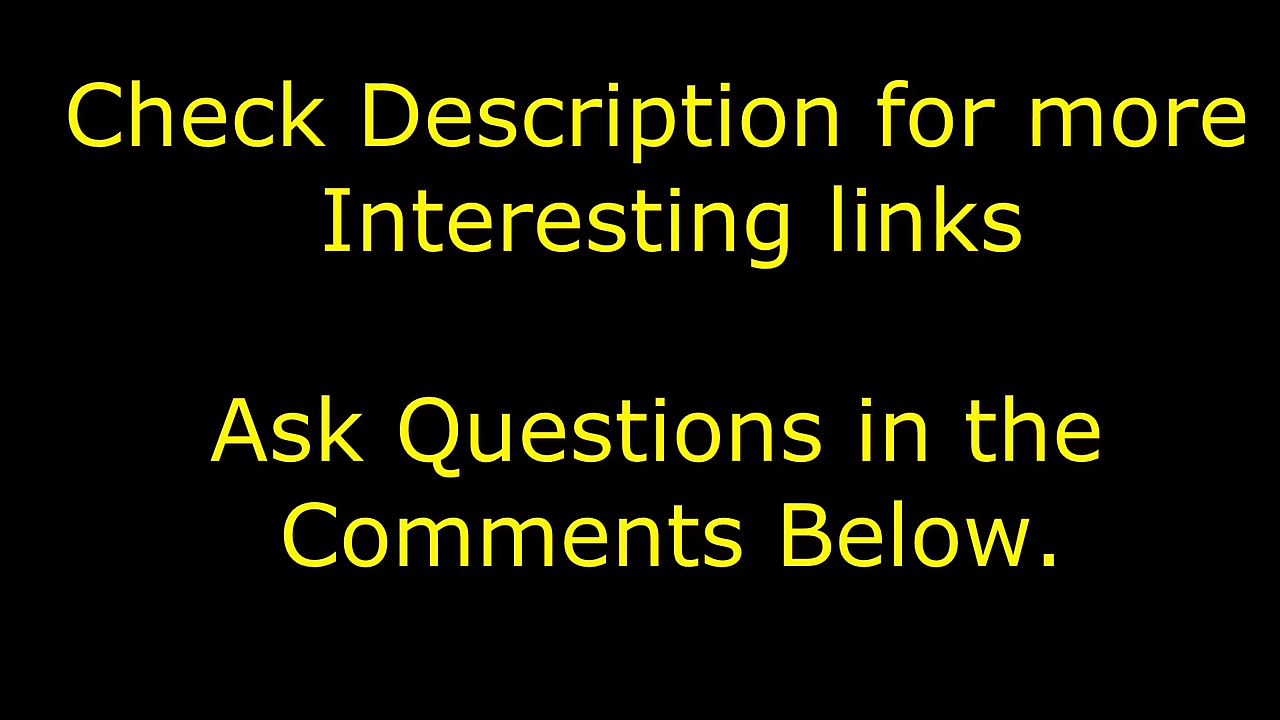 Check Description for more
Interesting links
Ask Questions in the
Comments Below.